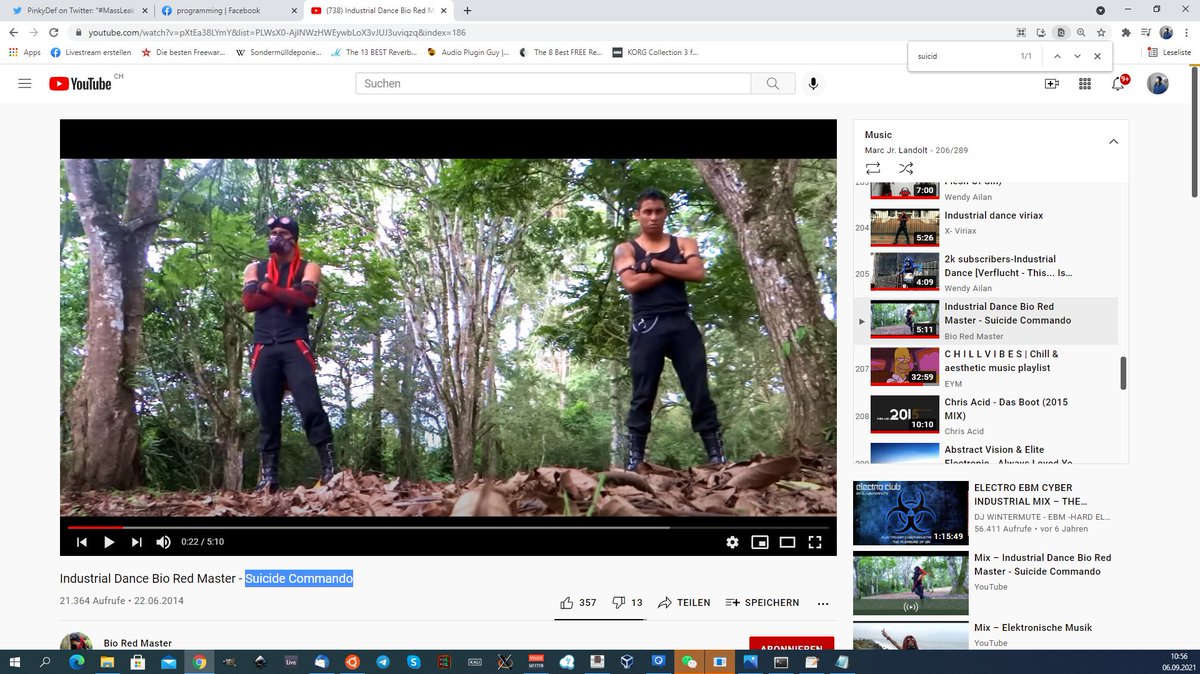 PinkyDef on Twitter: "#MassLeak
programming | Facebook
(738) Industrial Dance Bio Red M
youtube.com/watch?v=pXtEa38LYmY&list=PLWsX0-AjINWzHWEywbLoX3vJUJ3uviqzq&index=186
Apps
Livestream erstellen
Die besten Freewar...
Sondermülldeponie...
The 13 BEST Reverb...
Audio Plugin Guy |...
The 8 Best FREE Re...
KORG Collection 3 f...
Leseliste
suicid
1/1
YouTube CH
Suchen
9+
Music
Marc Jr. Landolt - 206/289
7:00
Wendy Ailan
204
5:26
Industrial dance viriax
X- Viriax
205
4:09
2k subscribers-Industrial
Dance [Verflucht - This... Is...
Wendy Ailan
5:11
Industrial Dance Bio Red
Master - Suicide Commando
Bio Red Master
207
32:59
C H I L L V I B E S | Chill &
aesthetic music playlist
EYM
208
2015
10:10
Chris Acid - Das Boot (2015
MIX)
Chris Acid
Abstract Vision & Elite
Electronic - Always Loved Yo
0:22 / 5:10
Industrial Dance Bio Red Master - Suicide Commando
21.364 Aufrufe • 22.06.2014
357
13
TEILEN
SPEICHERN
Bio Red Master
ABONNIEREN
electro club
1:15:49
ELECTRO EBM CYBER
INDUSTRIAL MIX – THE...
DJ WINTERMUTE - EBM -HARD EL...
56.411 Aufrufe • vor 6 Jahren
Mix – Industrial Dance Bio Red
Master - Suicide Commando
YouTube
Mix – Elektronische Musik
YouTube
Live
KALI
10:56
06.09.2021